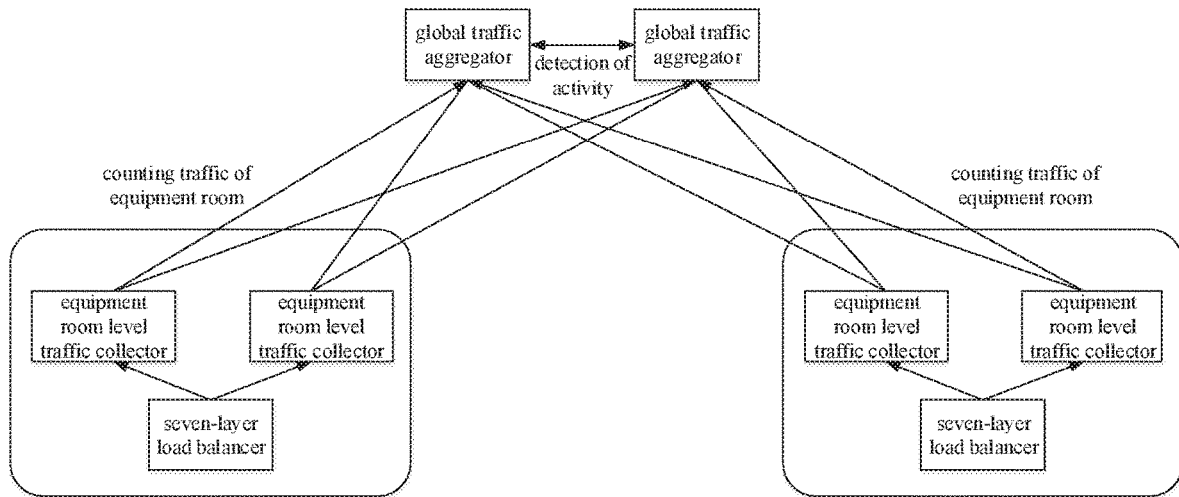 global traffic
aggregator
global traffic
aggregator
detection of
activity
counting traffic of
equipment room
counting traffic of
equipment room
equipment
room level
traffic collector
equipment
room level
traffic collector
equipment
room level
traffic collector
equipment
room level
traffic collector
seven-layer
load balancer
seven-layer
load balancer